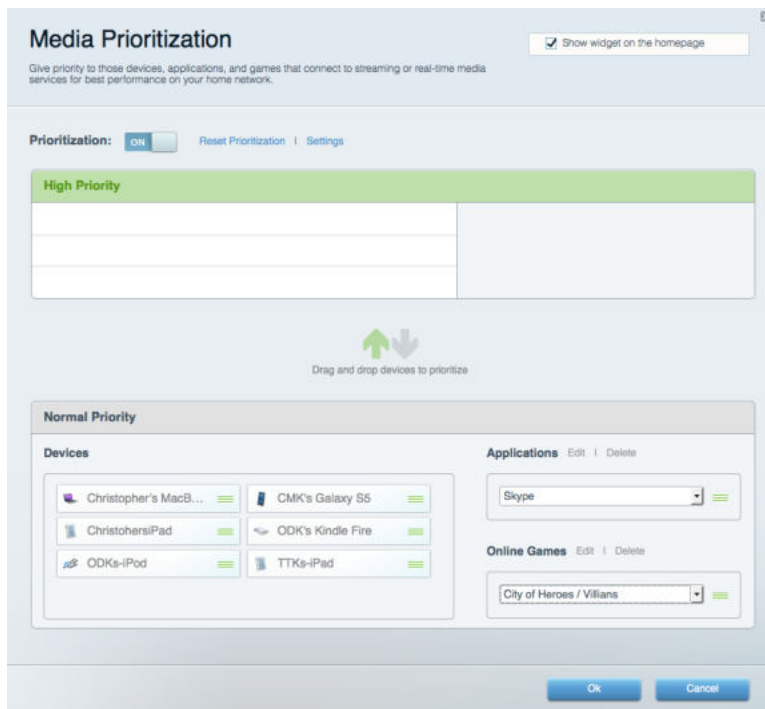 Media Prioritization
Show widget on the homepage
Give priority to those devices, applications, and games that connect to streaming or real-time media
services for best performance on your home network.
Prioritization: ON Reset Prioritization | Settings
High Priority
Drag and drop devices to prioritize
Normal Priority
Devices
Christopher's MacB...
CMK's Galaxy S5
ChristohersiPad
ODK's Kindle Fire
ODKs-iPod
TTKs-iPad
Applications Edit | Delete
Skype
Online Games Edit | Delete
City of Heroes / Villians
Ok
Cancel